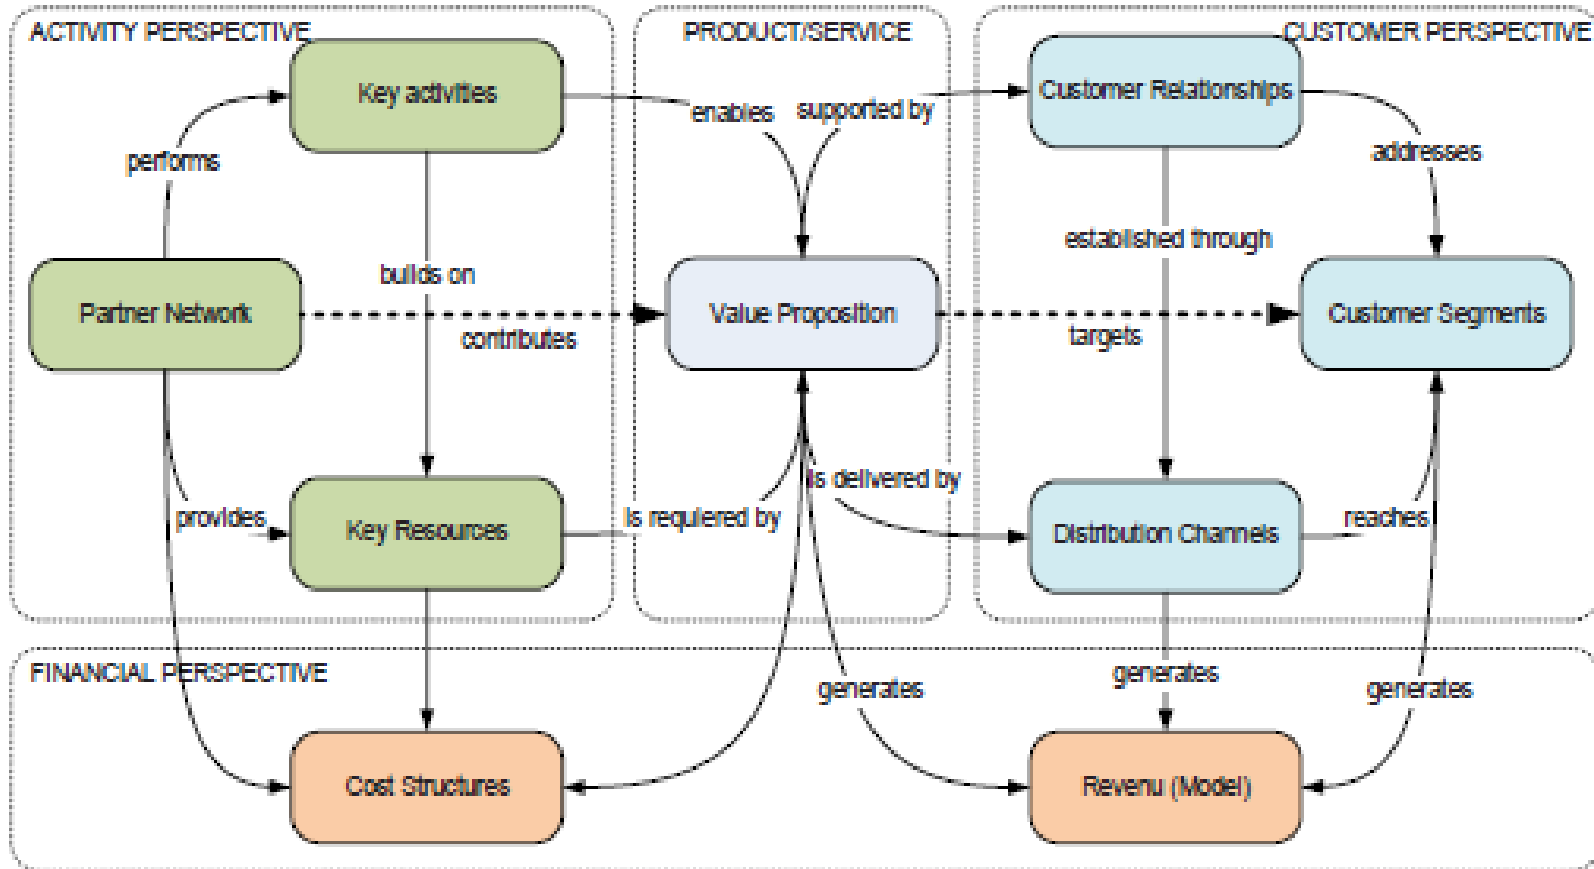 ACTIVITY PERSPECTIVE
PRODUCT/SERVICE
CUSTOMER PERSPECTIVE
Key activities
Customer Relationships
enables
supported by
performs
addresses
established through
builds on
Partner Network
Value Proposition
Customer Segments
contributes
targets
is delivered by
provides
Key Resources
is requiered by
Distribution Channels
reaches
FINANCIAL PERSPECTIVE
generates
generates
generates
Cost Structures
Revenu (Model)